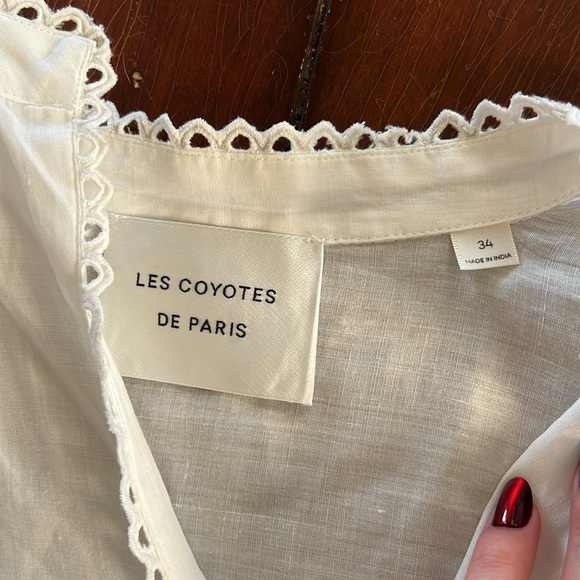 LES COYOTES
DE PARIS
34
MADE IN INDIA